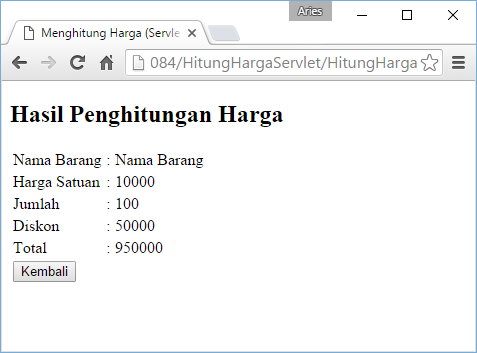 Aries
Menghitung Harga (Servle
084/HitungHargaServlet/HitungHarga
Hasil Penghitungan Harga
Nama Barang : Nama Barang
Harga Satuan : 10000
Jumlah : 100
Diskon : 50000
Total : 950000
Kembali